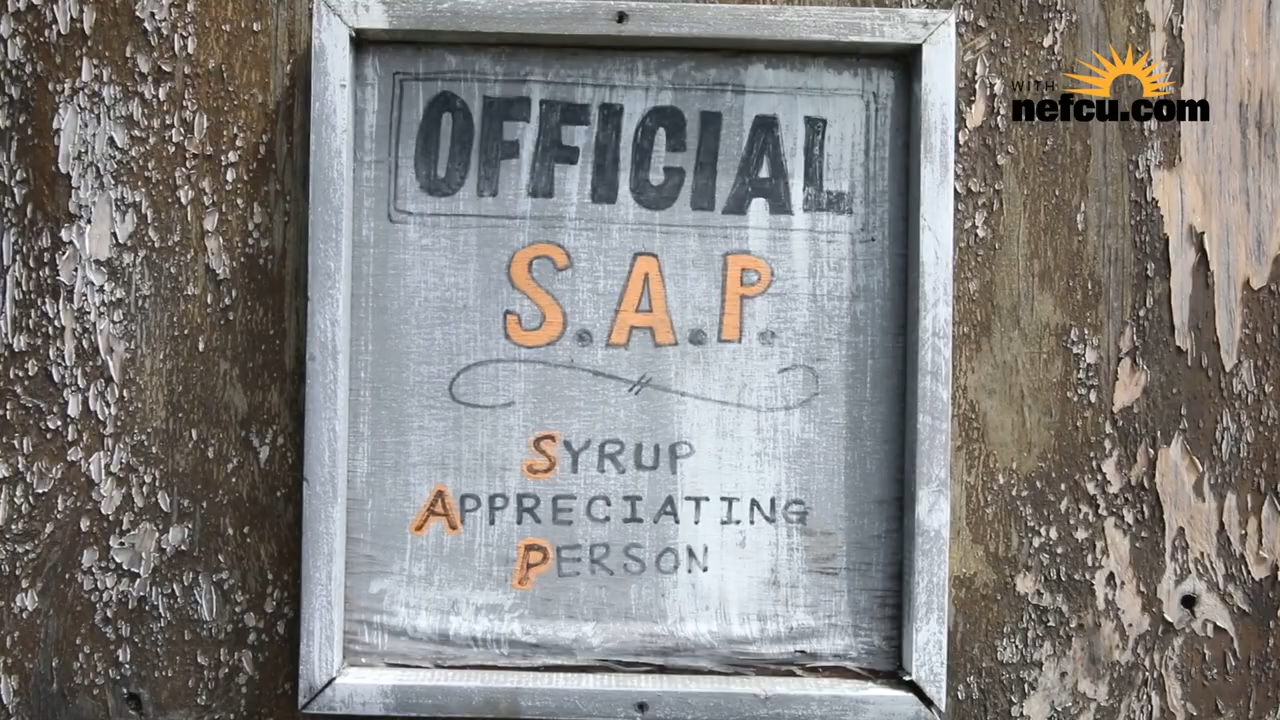 OFFICIAL
S.A.P.
SYRUP
APPRECIATING
PERSON
WITH
nefcu.com